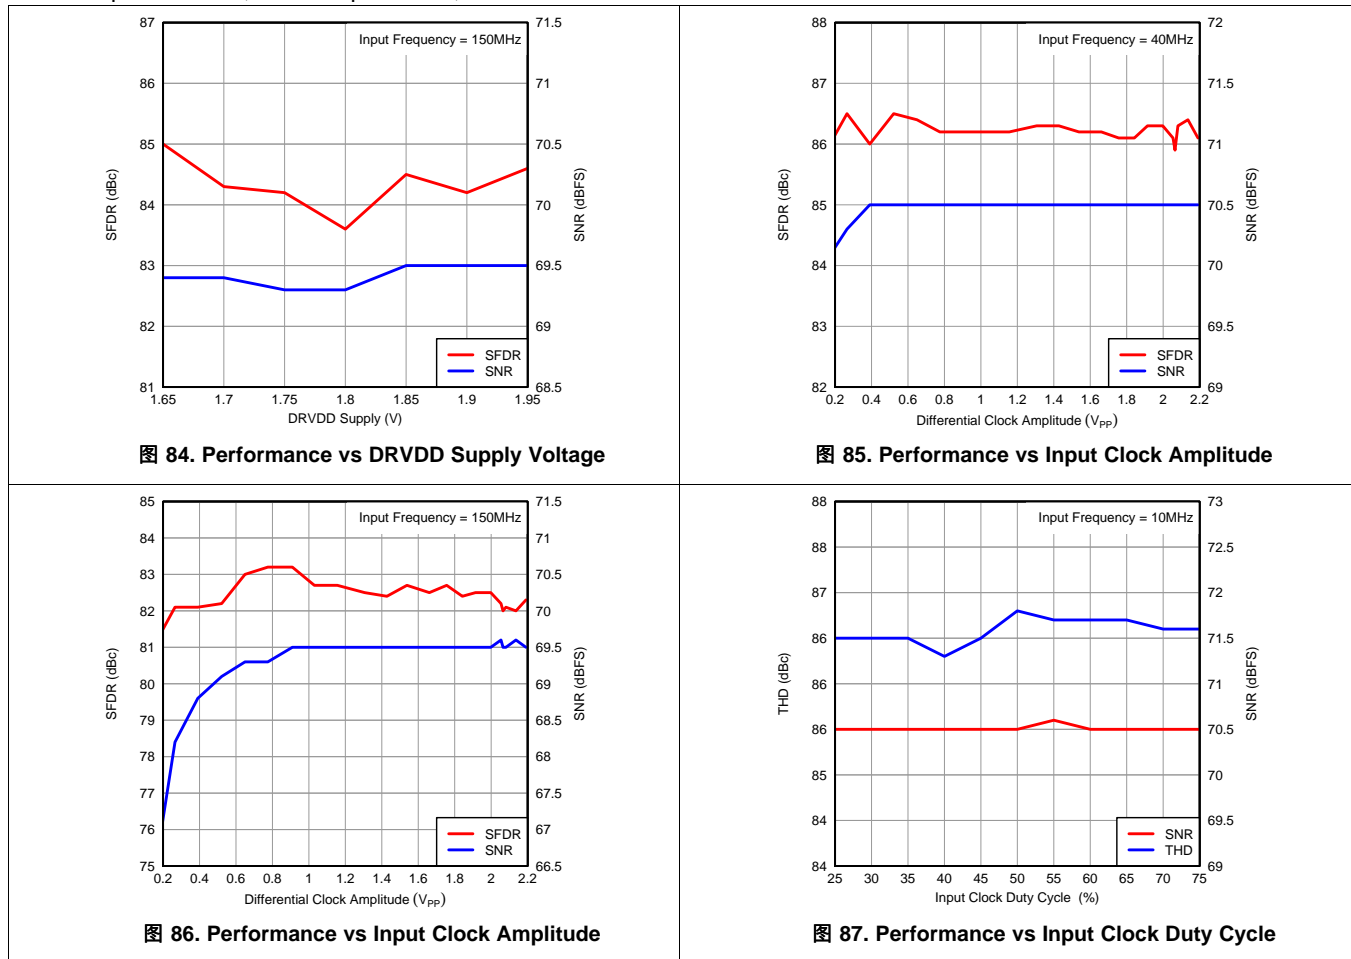 87
86
85
84
83
82
81
71.5
71
70.5
70
69.5
69
68.5
SFDR (dBc)
SNR (dBFS)
Input Frequency = 150MHz
SFDR
SNR
1.65 1.7 1.75 1.8 1.85 1.9 1.95
DRVDD Supply (V)
图 84. Performance vs DRVDD Supply Voltage
88
87
86
85
84
83
82
72
71.5
71
70.5
70
69.5
69
SFDR (dBc)
SNR (dBFS)
Input Frequency = 40MHz
SFDR
SNR
0.2 0.4 0.6 0.8 1 1.2 1.4 1.6 1.8 2 2.2
Differential Clock Amplitude (VPP)
图 85. Performance vs Input Clock Amplitude
85
84
83
82
81
80
79
78
77
76
75
71.5
71
70.5
70
69.5
69
68.5
68
67.5
67
66.5
SFDR (dBc)
SNR (dBFS)
Input Frequency = 150MHz
SFDR
SNR
0.2 0.4 0.6 0.8 1 1.2 1.4 1.6 1.8 2 2.2
Differential Clock Amplitude (VPP)
图 86. Performance vs Input Clock Amplitude
88
88
87
86
86
86
85
84
84
73
72.5
72
71.5
71
70.5
70
69.5
69
THD (dBc)
SNR (dBFS)
Input Frequency = 10MHz
SNR
THD
25 30 35 40 45 50 55 60 65 70 75
Input Clock Duty Cycle (%)
图 87. Performance vs Input Clock Duty Cycle